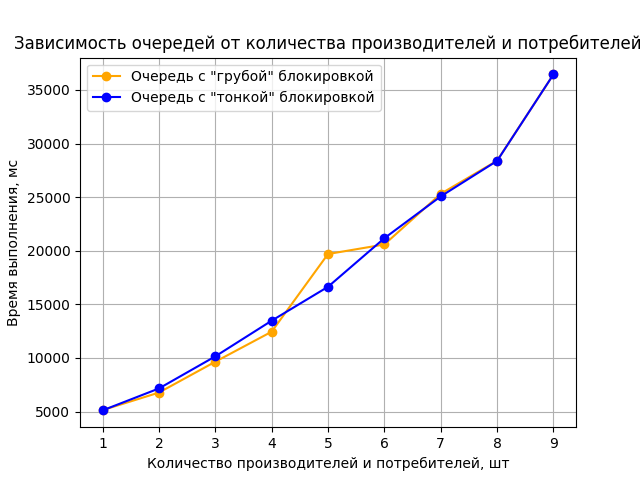 Зависимость очередей от количества производителей и потребителей
Очередь с "грубой" блокировкой
Очередь с "тонкой" блокировкой
Время выполнения, мс
35000
30000
25000
20000
15000
10000
5000
1 2 3 4 5 6 7 8 9
Количество производителей и потребителей, шт